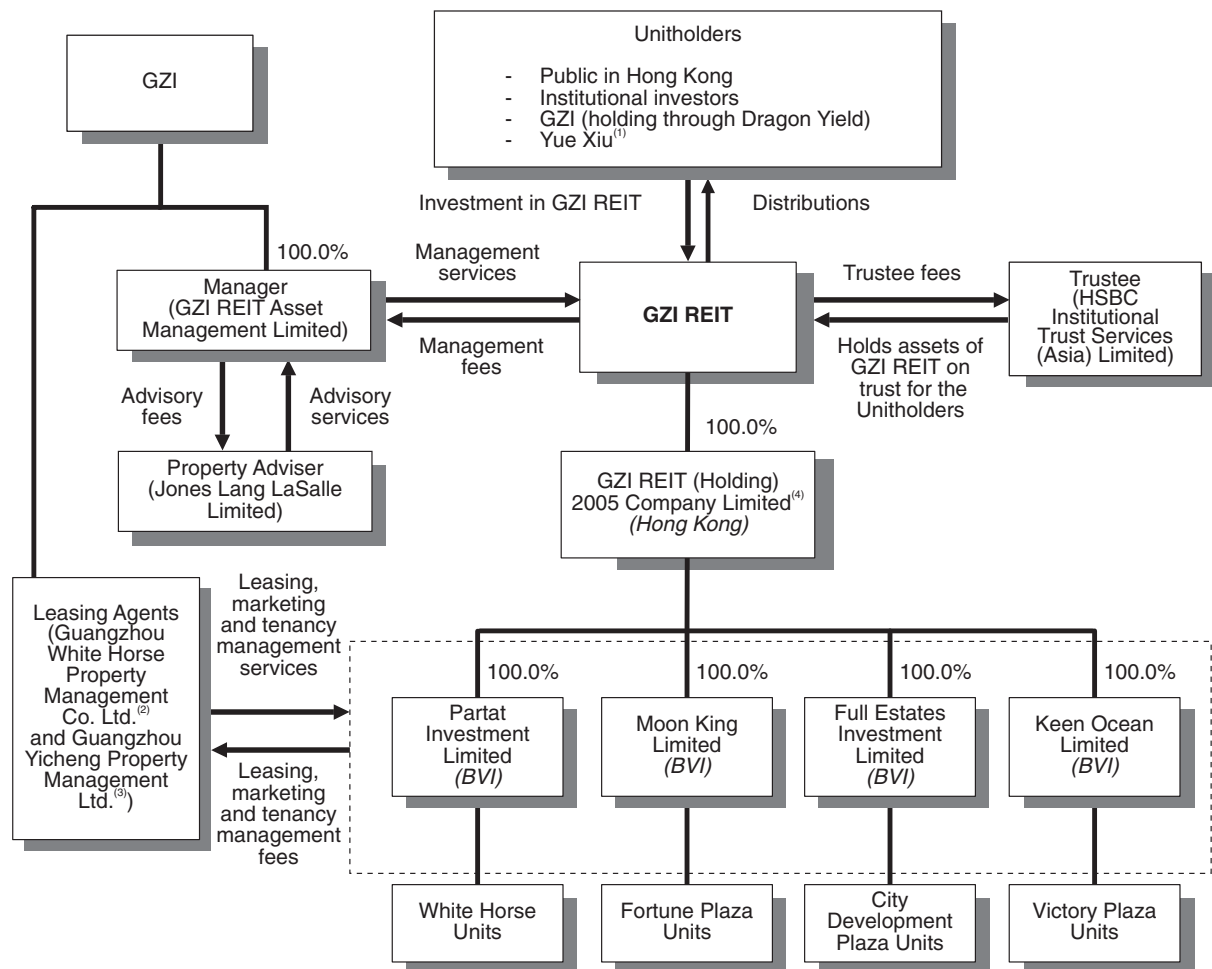 GZI
Unitholders
- Public in Hong Kong
- Institutional investors
- GZI (holding through Dragon Yield)
- Yue Xiu(1)
Investment in GZI REIT
Distributions
100.0%
Manager
(GZI REIT Asset
Management Limited)
Management
services
Management
fees
GZI REIT
Trustee fees
Holds assets of
GZI REIT on
trust for the
Unitholders
Trustee
(HSBC
Institutional
Trust Services
(Asia) Limited)
Advisory
fees
Advisory
services
Property Adviser
(Jones Lang LaSalle
Limited)
100.0%
GZI REIT (Holding)
2005 Company Limited(4)
(Hong Kong)
Leasing Agents
(Guangzhou
White Horse
Property
Management
Co. Ltd.(2)
and Guangzhou
Yicheng Property
Management
Ltd.(3))
Leasing,
marketing
and tenancy
management
services
Leasing,
marketing
and tenancy
management
fees
100.0%
Partat
Investment
Limited
(BVI)
100.0%
Moon King
Limited
(BVI)
100.0%
Full Estates
Investment
Limited
(BVI)
100.0%
Keen Ocean
Limited
(BVI)
White Horse
Units
Fortune Plaza
Units
City
Development
Plaza Units
Victory Plaza
Units